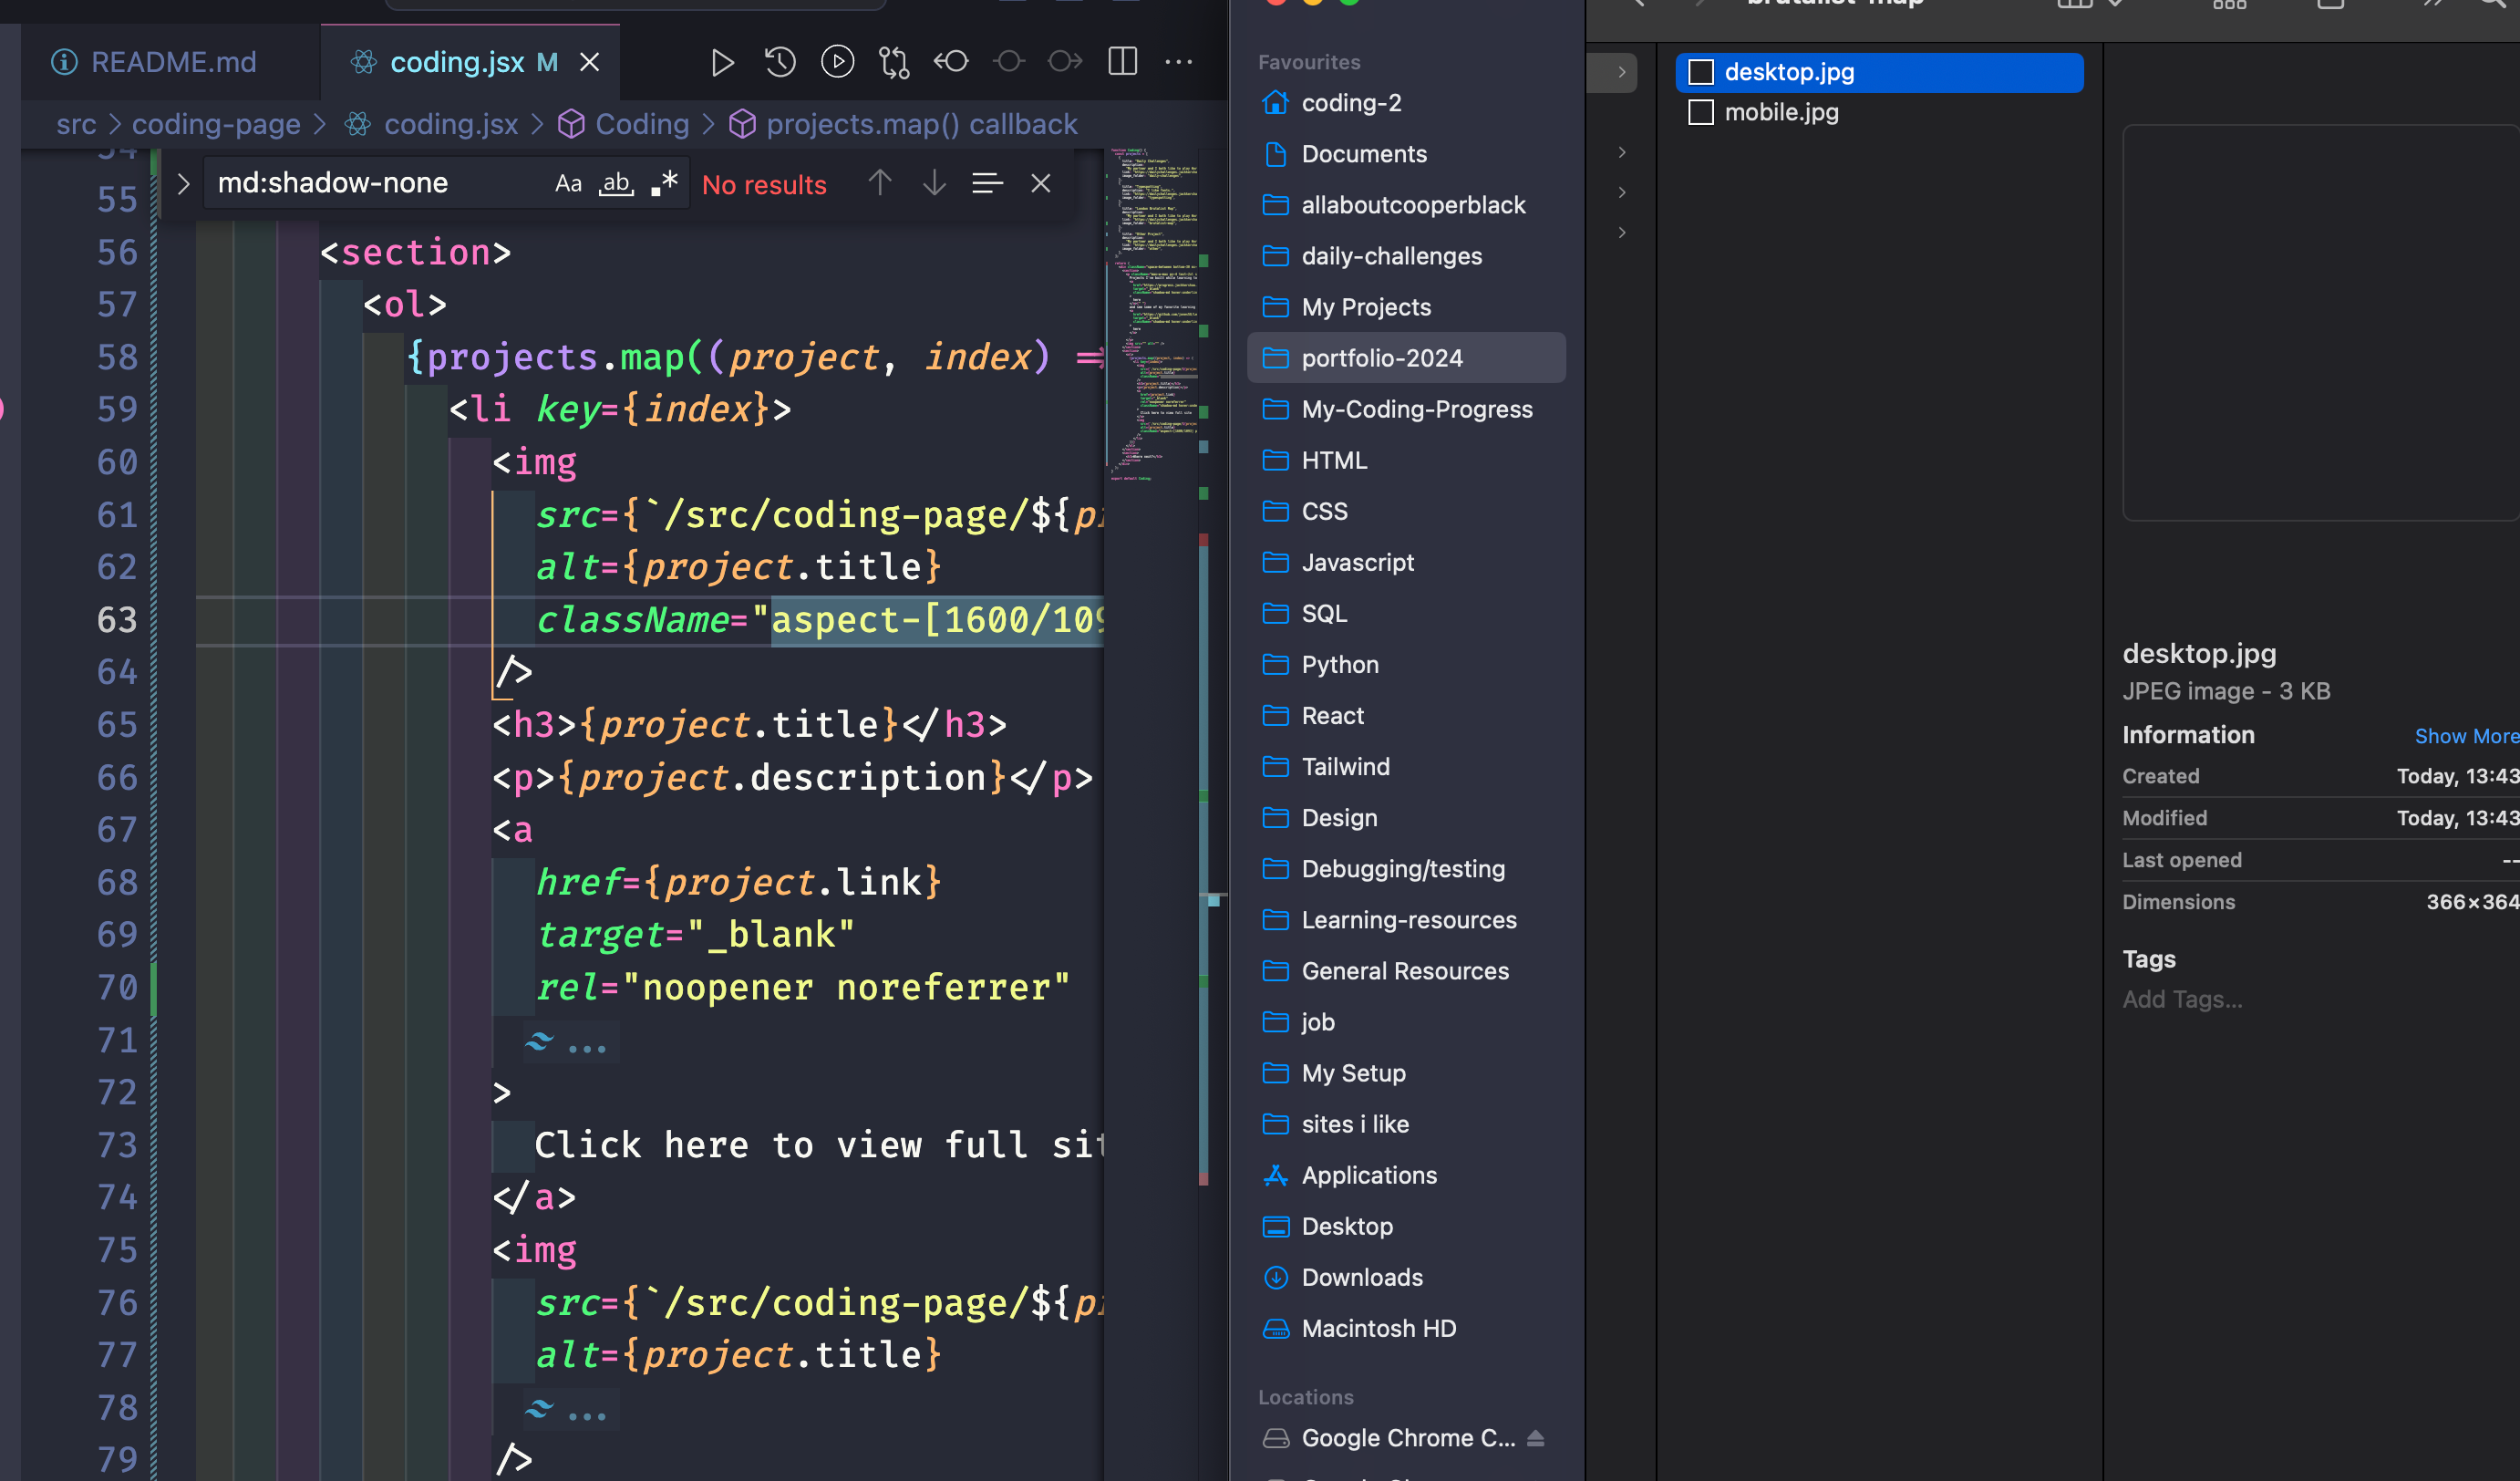 README.md
coding.jsx M
src > coding-page > coding.jsx > Coding > projects.map() callback
md:shadow-none Aa ab .* No results
54
55
56 <section>
57 <ol>
58 {projects.map((project, index) =>
59 <li key={index}>
60 <img
61 src={`/src/coding-page/${pr
62 alt={project.title}
63 className="aspect-[1600/109
64 />
65 <h3>{project.title}</h3>
66 <p>{project.description}</p>
67 <a
68 href={project.link}
69 target="_blank"
70 rel="noopener noreferrer"
71 ...
72 >
73 Click here to view full sit
74 </a>
75 <img
76 src={`/src/coding-page/${pr
77 alt={project.title}
78 ...
79 />
Favourites
coding-2
Documents
allaboutcooperblack
daily-challenges
My Projects
portfolio-2024
My-Coding-Progress
HTML
CSS
Javascript
SQL
Python
React
Tailwind
Design
Debugging/testing
Learning-resources
General Resources
job
My Setup
sites i like
Applications
Desktop
Downloads
Macintosh HD
Locations
Google Chrome C...
brutalist-map
desktop.jpg
mobile.jpg
desktop.jpg
JPEG image - 3 KB
Information Show More
Created Today, 13:43
Modified Today, 13:43
Last opened --
Dimensions 366×364
Tags
Add Tags...